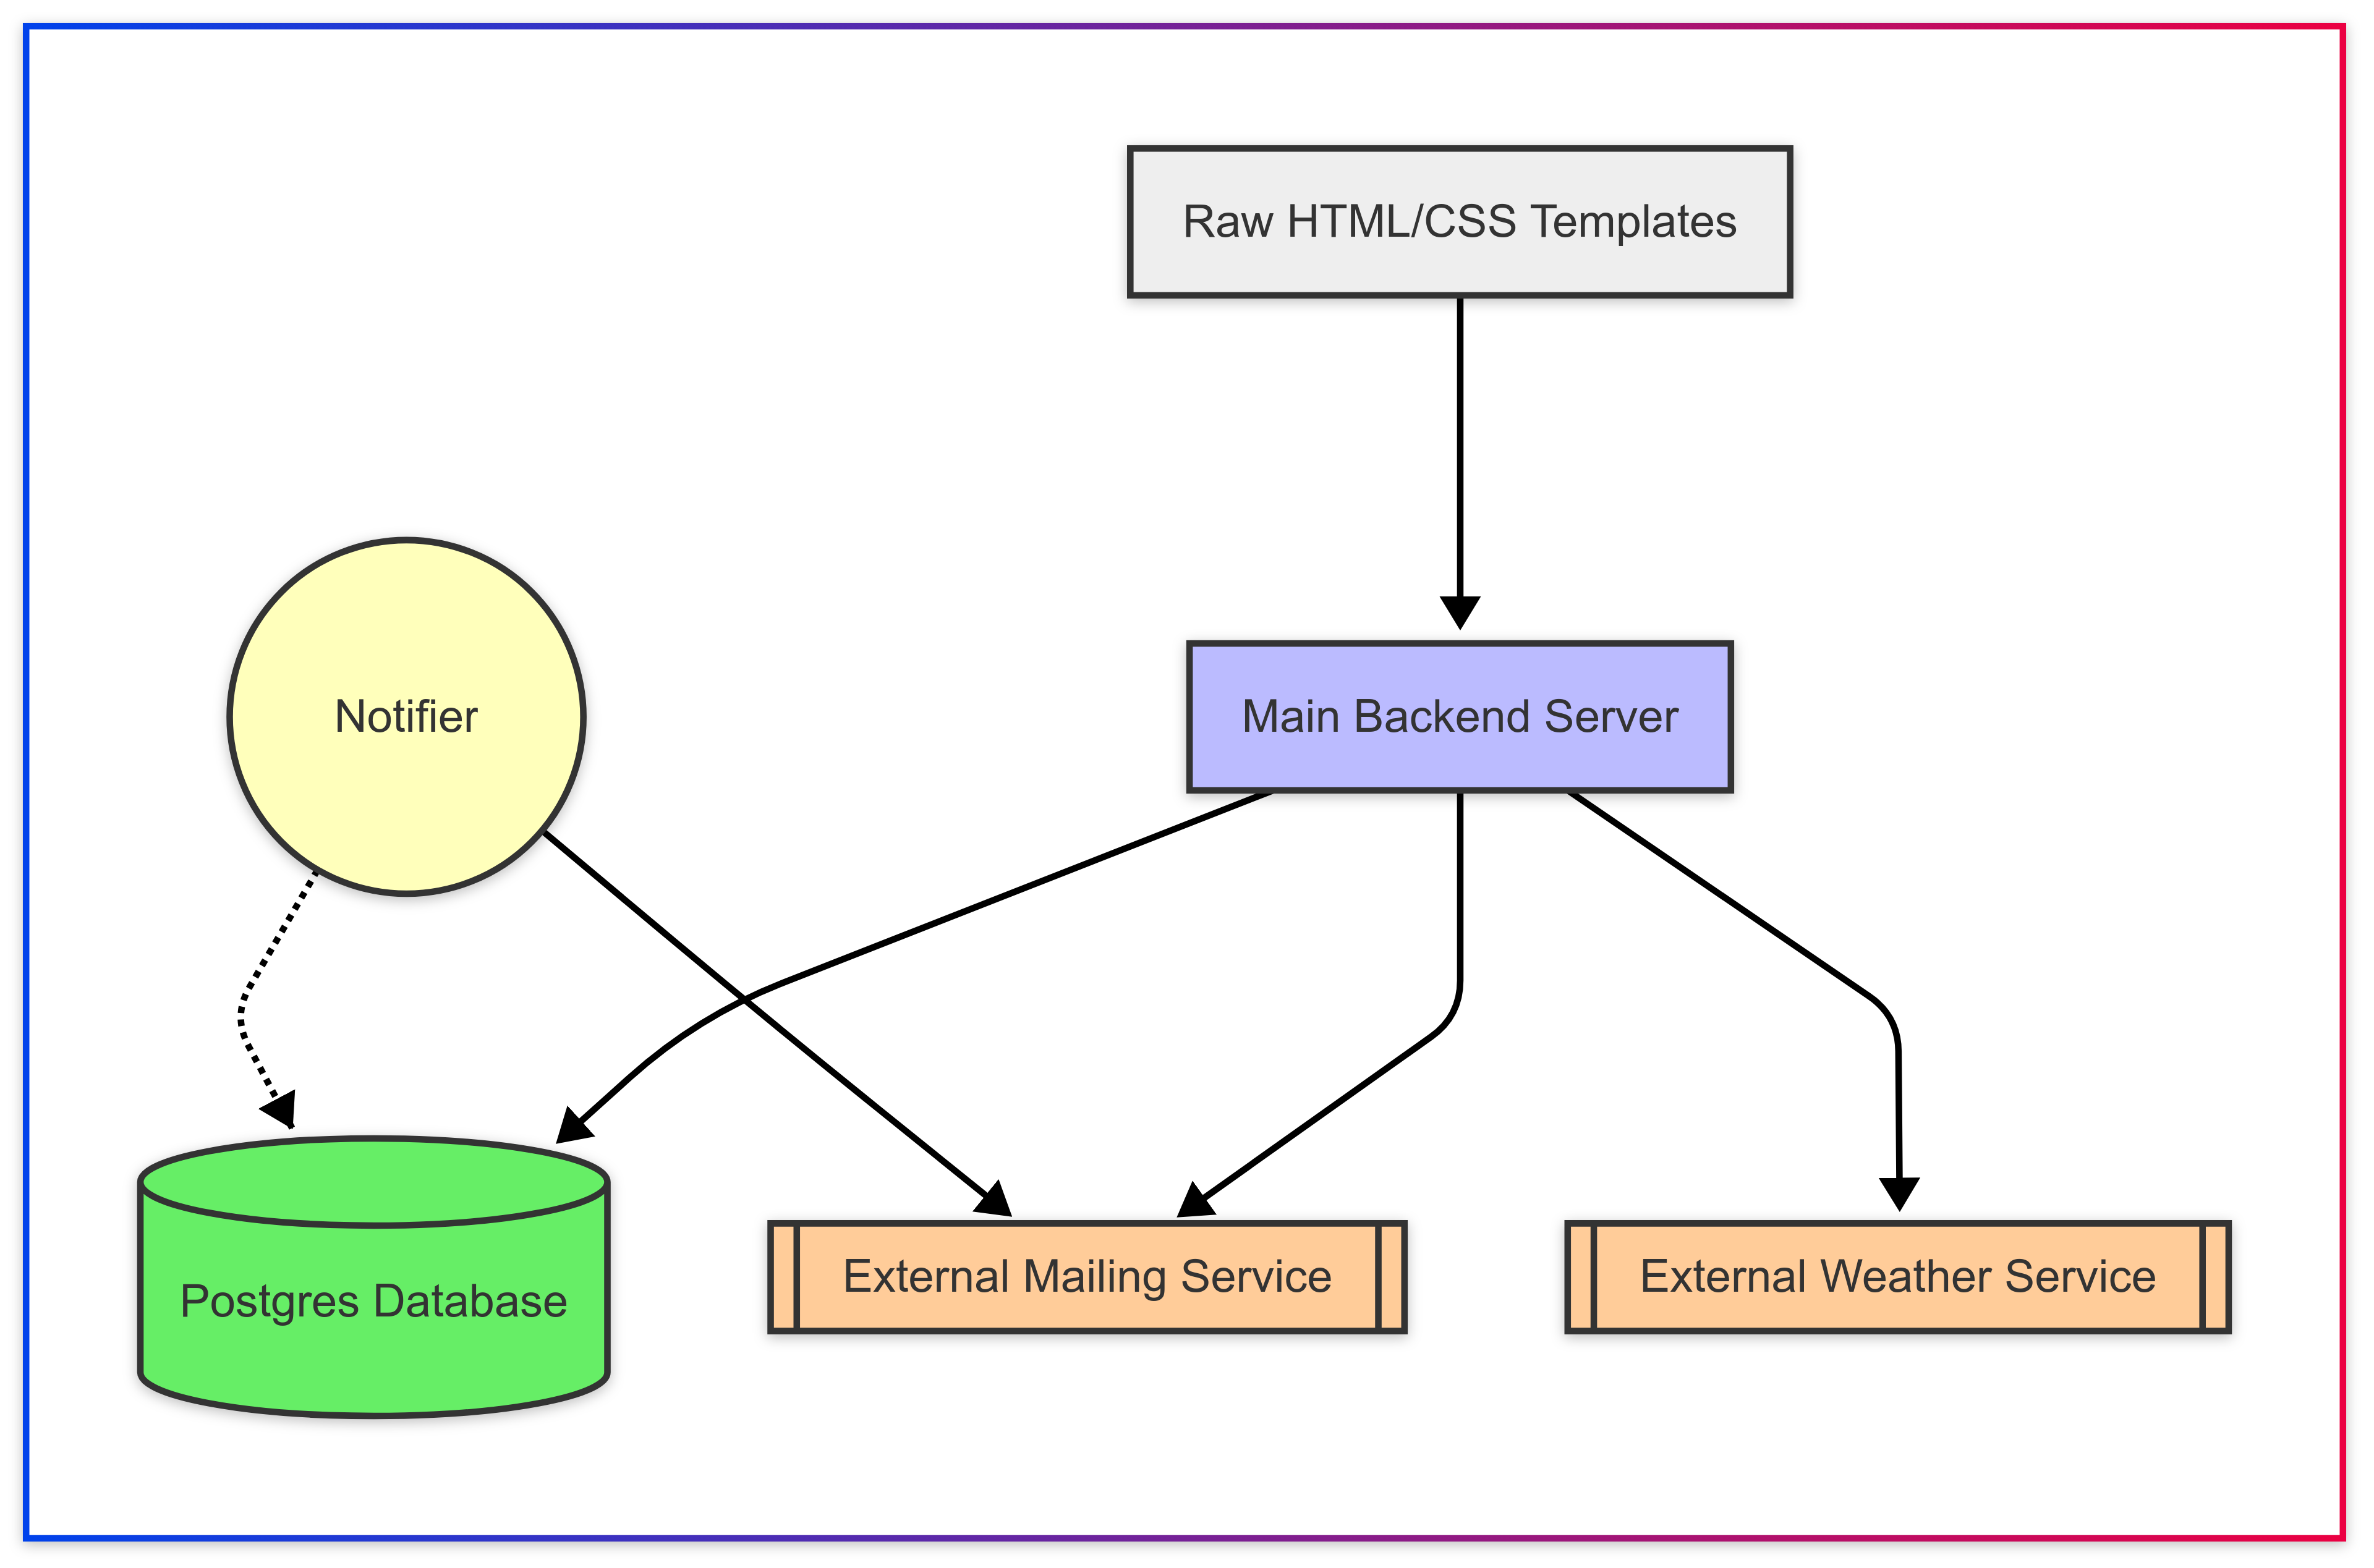 Raw HTML/CSS Templates
Notifier
Main Backend Server
Postgres Database
External Mailing Service
External Weather Service